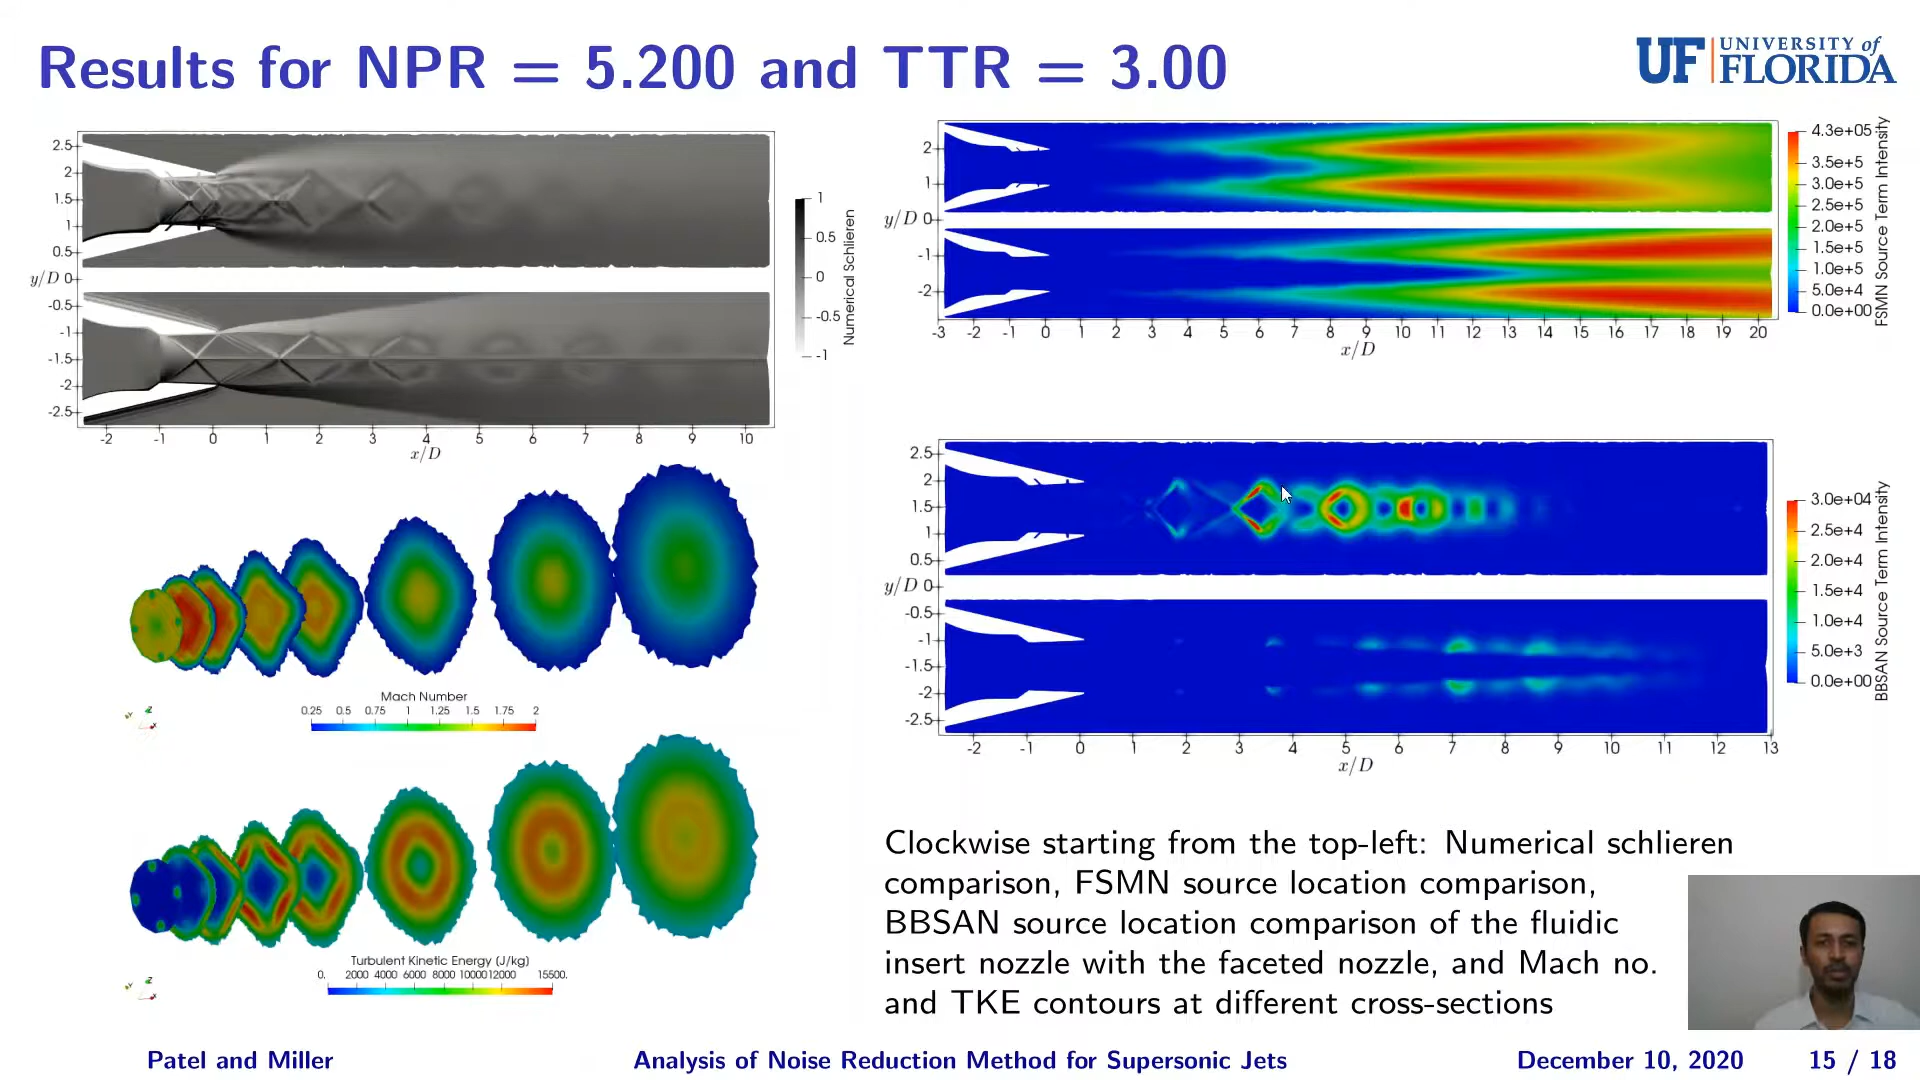 Results for NPR = 5.200 and TTR = 3.00
UF UNIVERSITY of FLORIDA
2.5
2
1.5
1
0.5
y/D 0
-0.5
-1
-1.5
-2
-2.5
-2 -1 0 1 2 3 4 5 6 7 8 9 10
x/D
1
0.5
0
-0.5
-1
Numerical Schlieren
2
1
y/D 0
-1
-2
-3 -2 -1 0 1 2 3 4 5 6 7 8 9 10 11 12 13 14 15 16 17 18 19 20
x/D
4.3e+05
3.5e+5
3.0e+5
2.5e+5
2.0e+5
1.5e+5
1.0e+5
5.0e+4
0.0e+00
FSMN Source Term Intensity
2.5
2
1.5
1
0.5
y/D 0
-0.5
-1
-1.5
-2
-2.5
-2 -1 0 1 2 3 4 5 6 7 8 9 10 11 12 13
x/D
3.0e+04
2.5e+4
2.0e+4
1.5e+4
1.0e+4
5.0e+3
0.0e+00
BBSAN Source Term Intensity
Mach Number
0.25 0.5 0.75 1 1.25 1.5 1.75 2
Turbulent Kinetic Energy (J/kg)
0. 2000 4000 6000 8000 10000 12000 15500.
Clockwise starting from the top-left: Numerical schlieren
comparison, FSMN source location comparison,
BBSAN source location comparison of the fluidic
insert nozzle with the faceted nozzle, and Mach no.
and TKE contours at different cross-sections
Patel and Miller Analysis of Noise Reduction Method for Supersonic Jets December 10, 2020 15 / 18